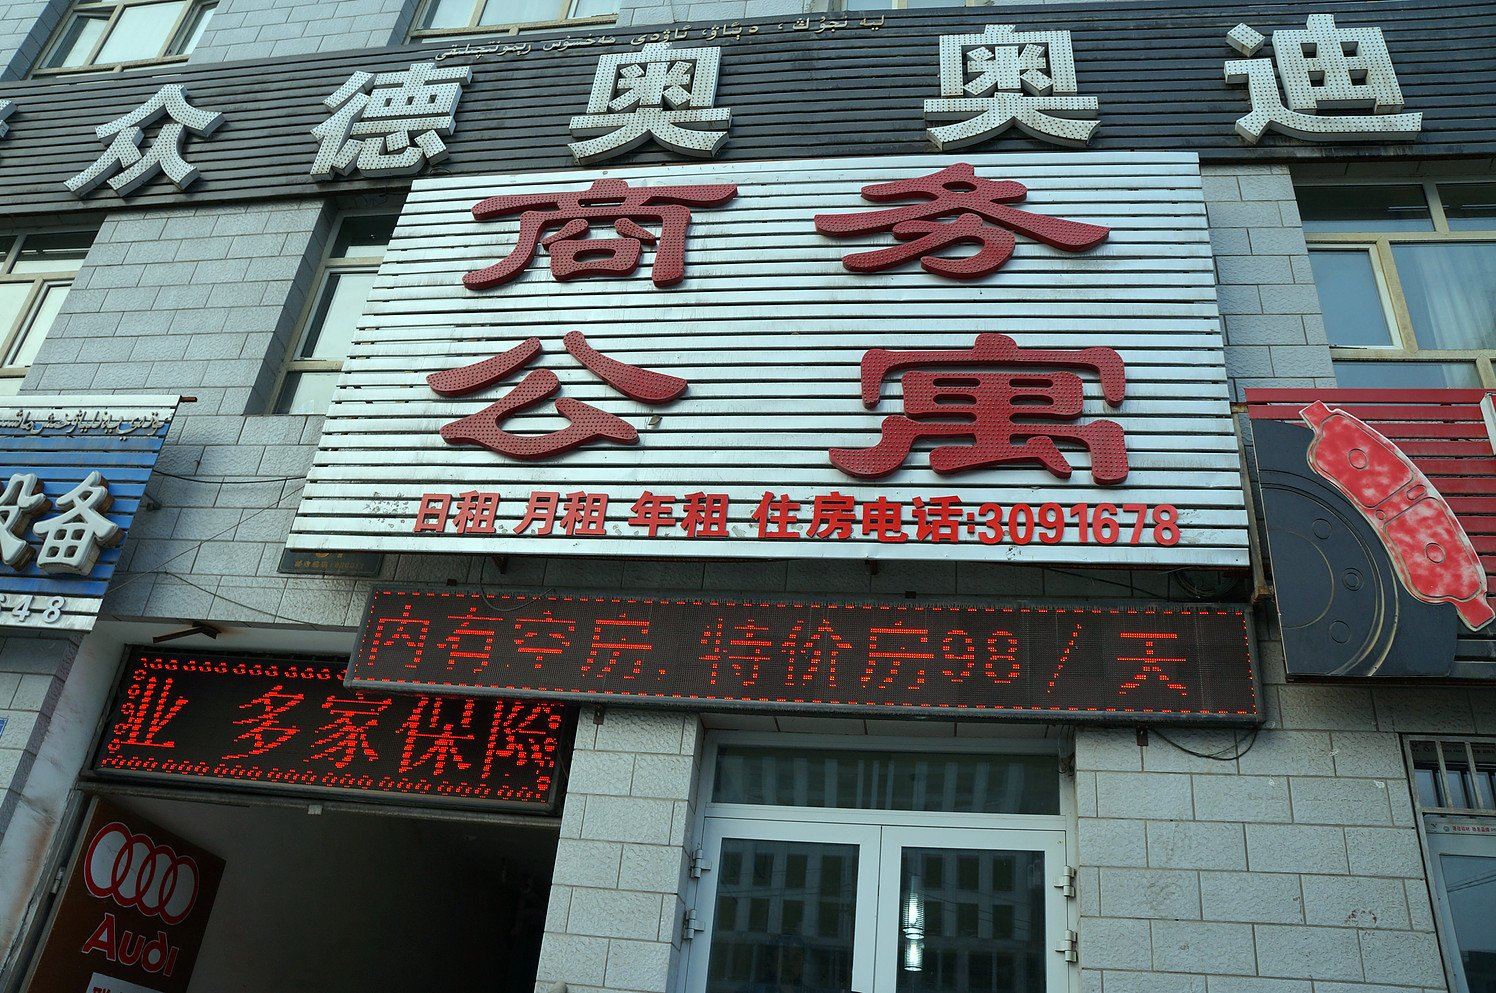 众德奥奥迪
商务
公寓
日租 月租 年租 住房电话:3091678
设备
648
内有空房,特价房98/天
业 多家保险
Audi